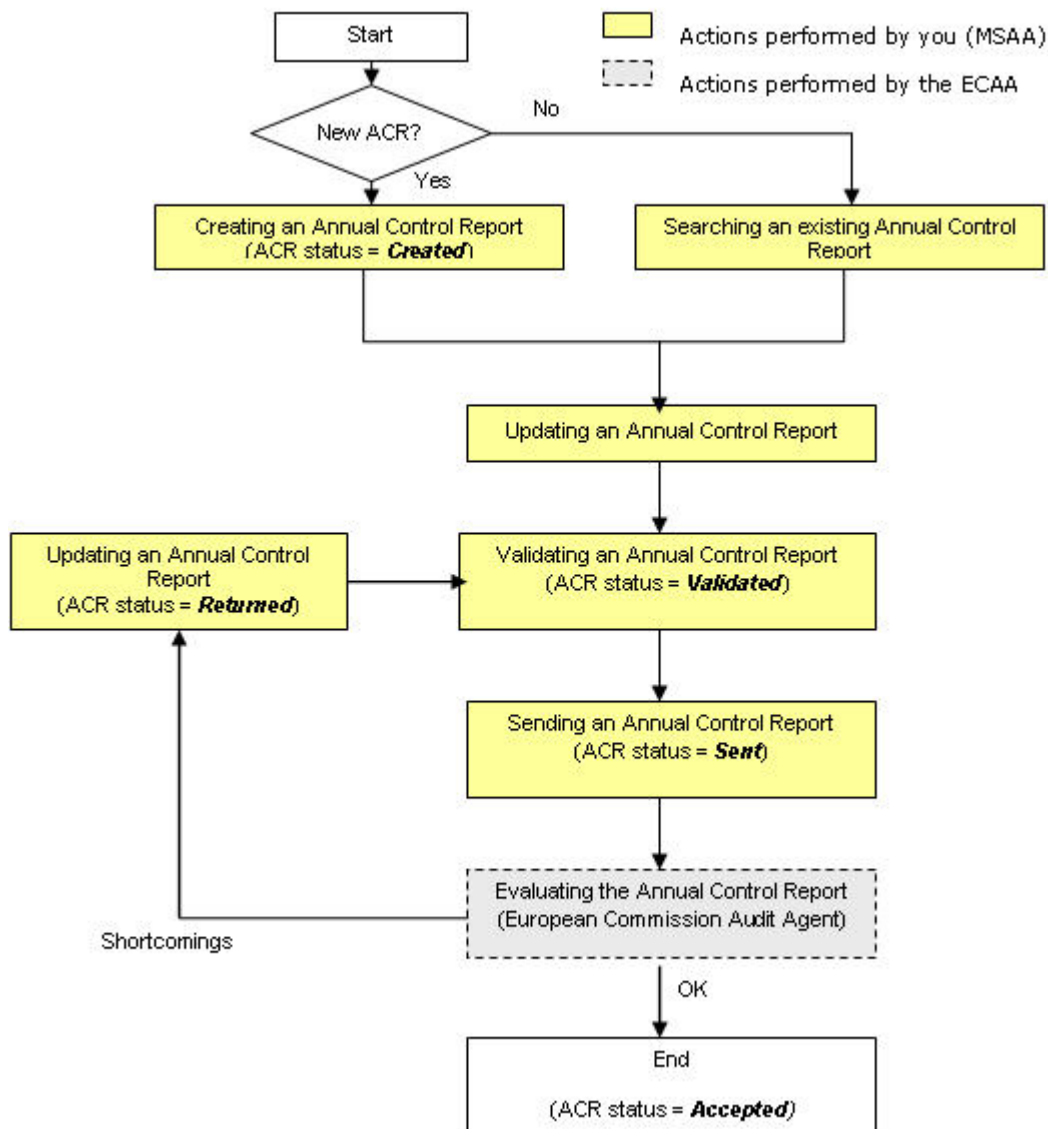 Start
Actions performed by you (MSAA)
Actions performed by the ECAA
New ACR?
No
Yes
Creating an Annual Control Report
(ACR status = Created)
Searching an existing Annual Control
Report
Updating an Annual Control Report
Updating an Annual Control
Report
(ACR status = Returned)
Validating an Annual Control Report
(ACR status = Validated)
Sending an Annual Control Report
(ACR status = Sent)
Evaluating the Annual Control Report
(European Commission Audit Agent)
Shortcomings
OK
End
(ACR status = Accepted)